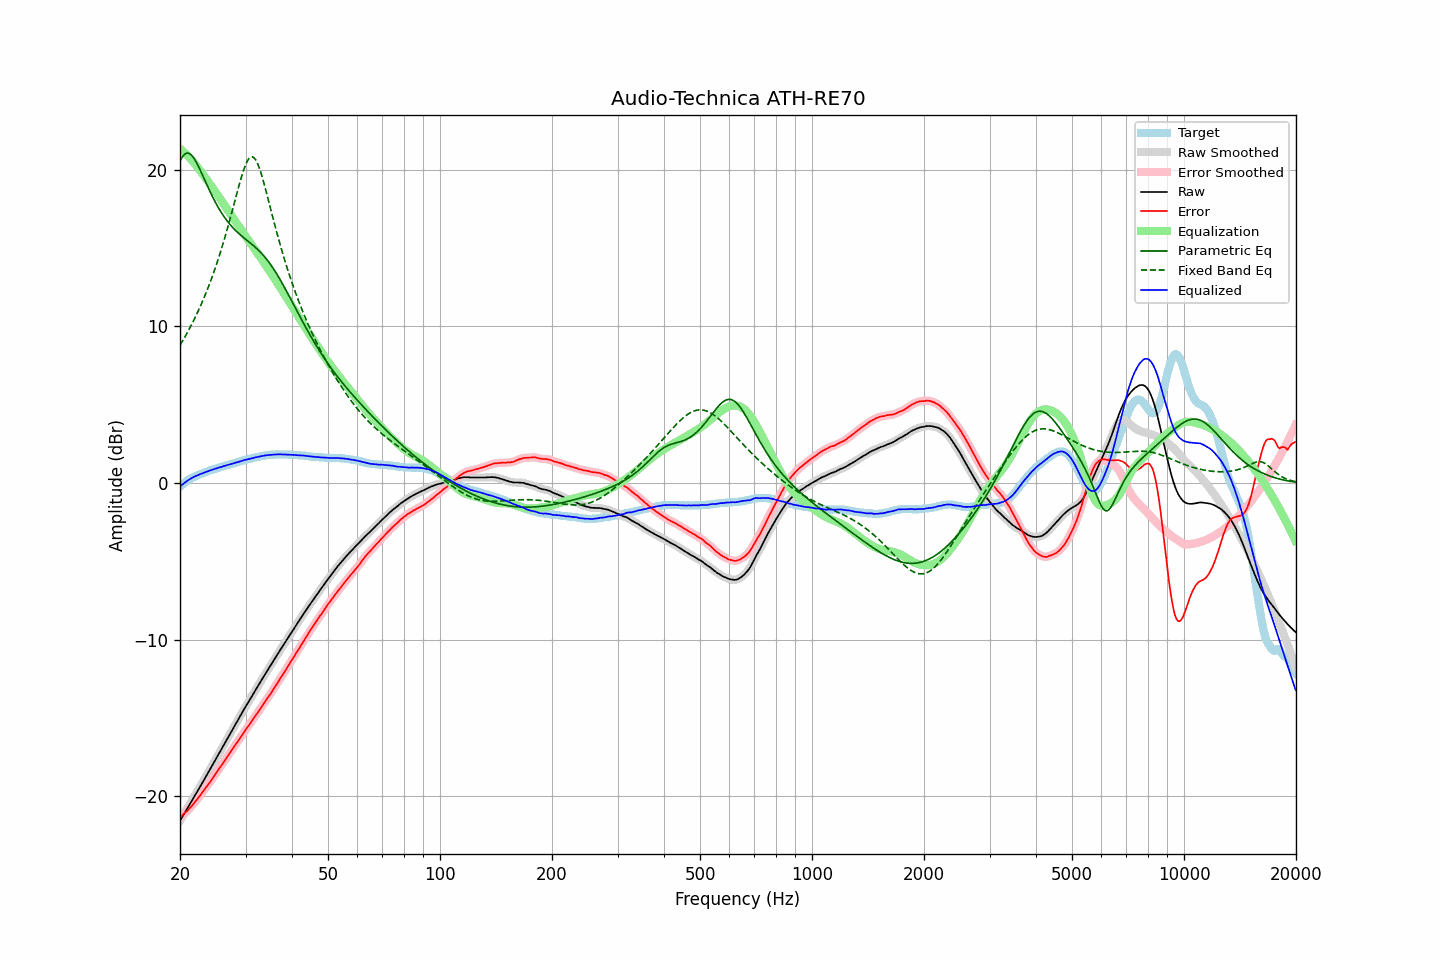 Audio-Technica ATH-RE70
Target
Raw Smoothed
Error Smoothed
Raw
Error
Equalization
Parametric Eq
Fixed Band Eq
Equalized
Amplitude (dBr)
20
10
0
−10
−20
20 50 100 200 500 1000 2000 5000 10000 20000
Frequency (Hz)